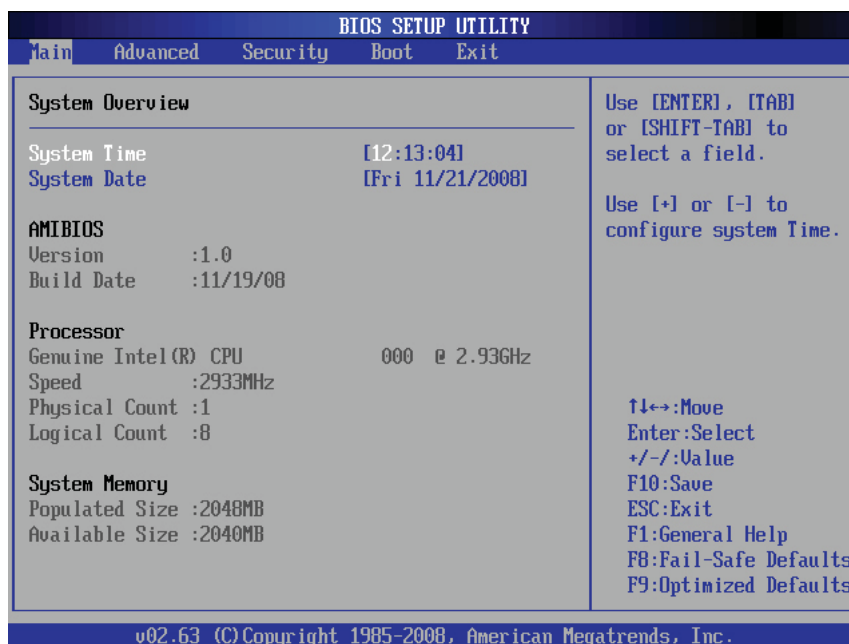 BIOS SETUP UTILITY
Main Advanced Security Boot Exit
System Overview
System Time [12:13:04]
System Date [Fri 11/21/2008]
AMIBIOS
Version :1.0
Build Date :11/19/08
Processor
Genuine Intel(R) CPU 000 @ 2.93GHz
Speed :2933MHz
Physical Count :1
Logical Count :8
System Memory
Populated Size :2048MB
Available Size :2040MB
Use [ENTER], [TAB]
or [SHIFT-TAB] to
select a field.
Use [+] or [-] to
configure system Time.
↑↓←→:Move
Enter:Select
+/-/:Value
F10:Save
ESC:Exit
F1:General Help
F8:Fail-Safe Defaults
F9:Optimized Defaults
v02.63 (C)Copyright 1985-2008, American Megatrends, Inc.